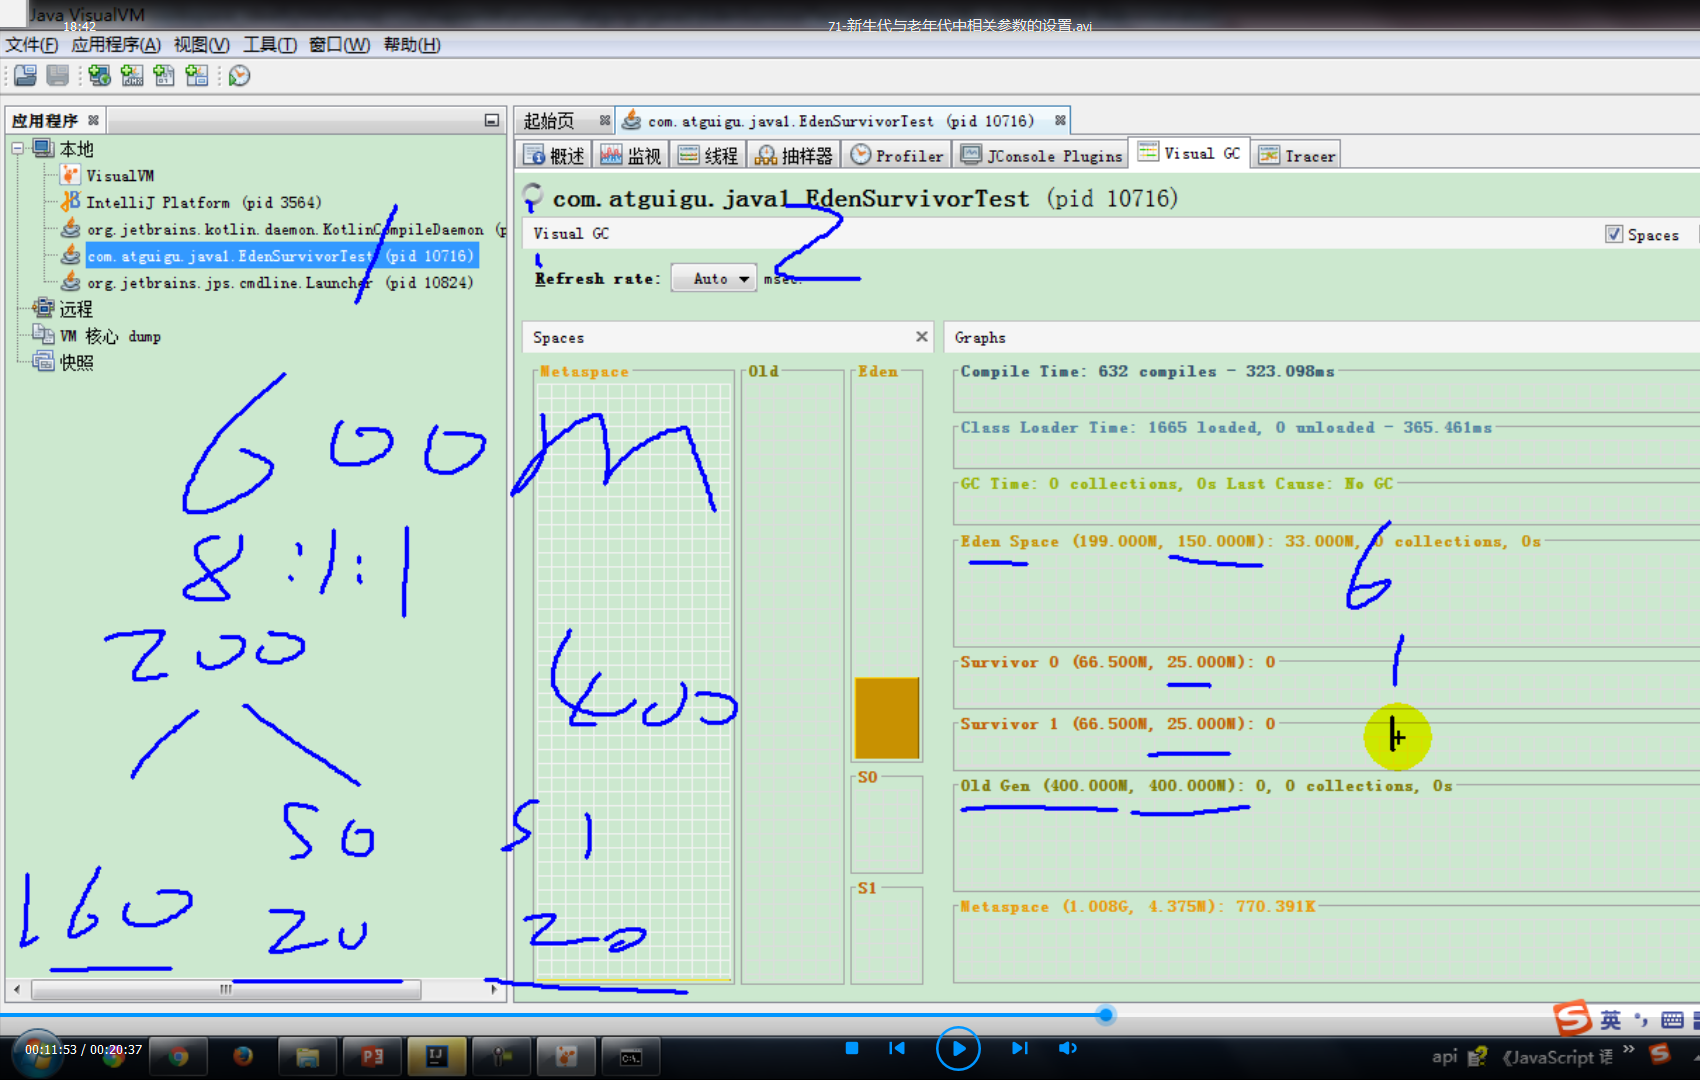 Java VisualVM
18:42
71-新生代与老年代中相关参数的设置.avi
文件(F) 应用程序(A) 视图(V) 工具(T) 窗口(W) 帮助(H)
应用程序
本地
VisualVM
IntelliJ Platform (pid 3564)
org.jetbrains.kotlin.daemon.KotlinCompileDaemon (p
com.atguigu.java1.EdenSurvivorTest (pid 10716)
org.jetbrains.jps.cmdline.Launcher (pid 10824)
远程
VM 核心 dump
快照
起始页
com.atguigu.java1.EdenSurvivorTest (pid 10716)
概述 监视 线程 抽样器 Profiler JConsole Plugins Visual GC Tracer
com.atguigu.java1.EdenSurvivorTest (pid 10716)
Visual GC
Spaces
Refresh rate: Auto msec.
1 2
Spaces
Graphs
Metaspace
Old
Eden
S0
S1
Compile Time: 632 compiles - 323.098ms
Class Loader Time: 1665 loaded, 0 unloaded - 365.461ms
GC Time: 0 collections, 0s Last Cause: No GC
Eden Space (199.000M, 150.000M): 33.000M, 0 collections, 0s
Survivor 0 (66.500M, 25.000M): 0
Survivor 1 (66.500M, 25.000M): 0
Old Gen (400.000M, 400.000M): 0, 0 collections, 0s
Metaspace (1.008G, 4.375M): 770.391K
600 m
8:1:1
200
400
S0 S1
160 20 20
6
1
1
00:11:53 / 00:20:37
英
api
《JavaScript 语